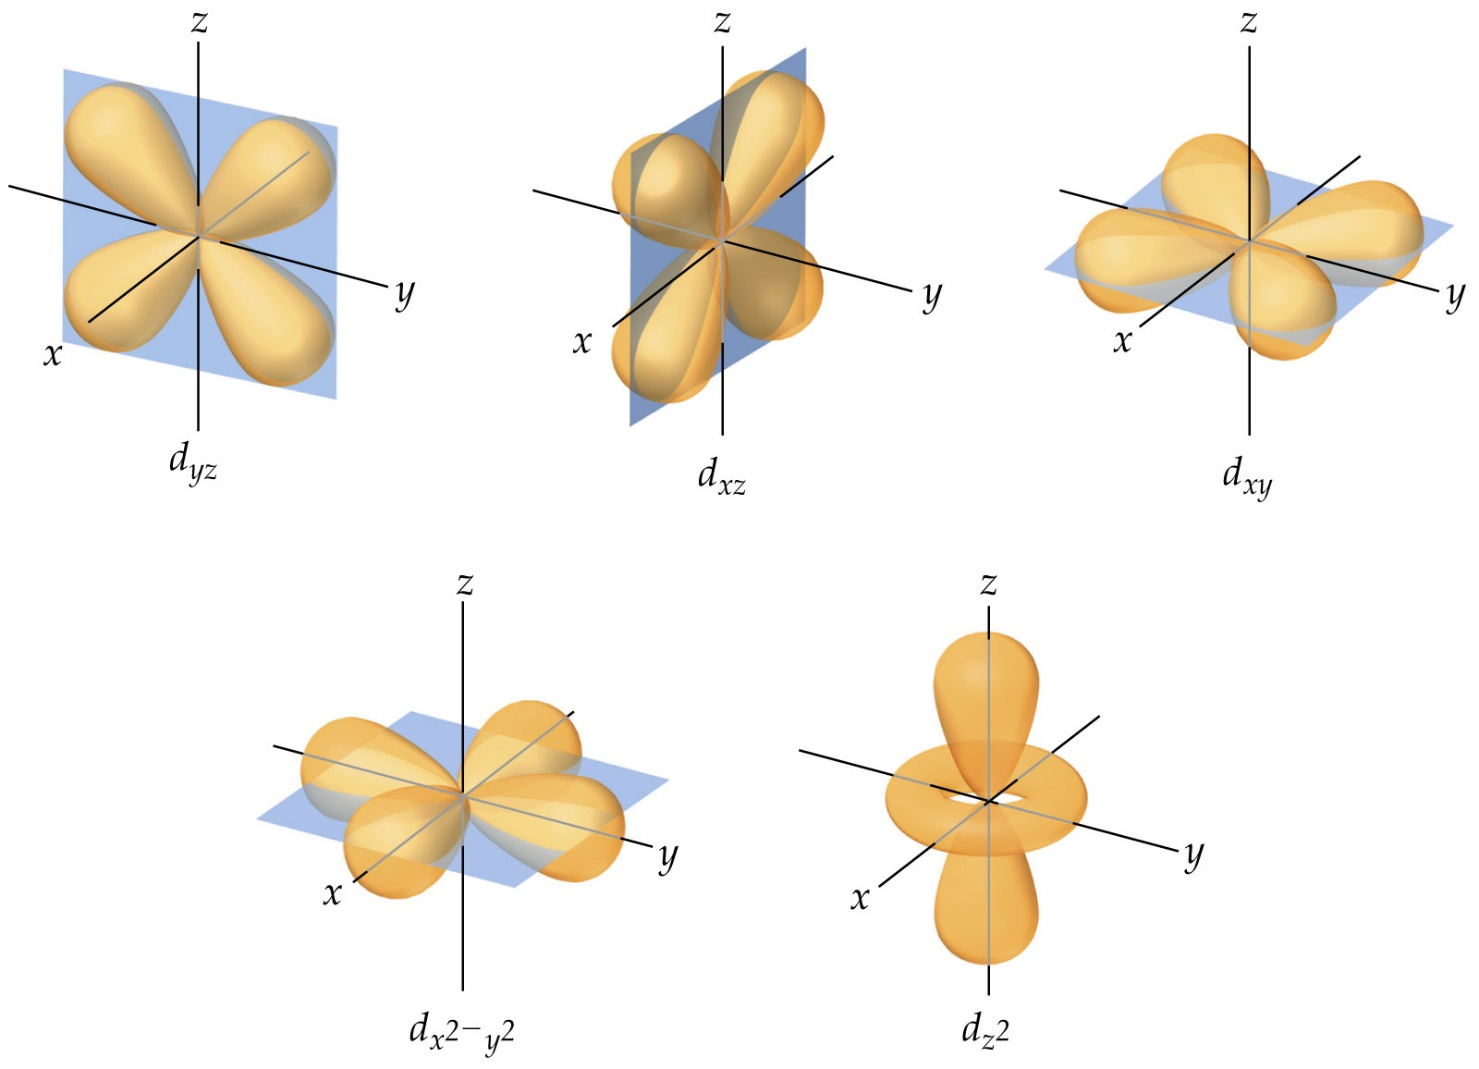 z z z
y y y
x x x
d_yz d_xz d_xy
z z
y y
x x
d_x2−y2 d_z2